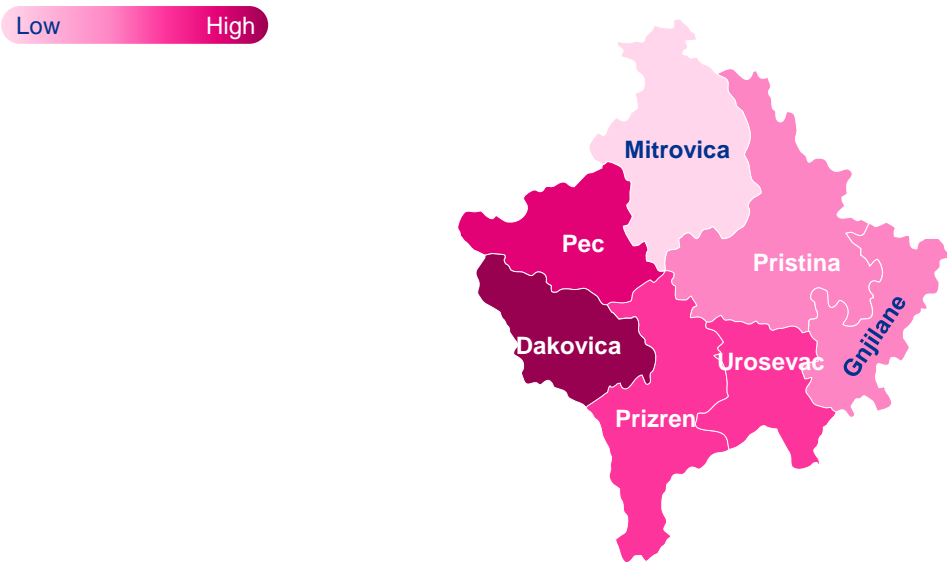 Low High
Mitrovica
Pec
Pristina
Gnjilane
Dakovica
Urosevac
Prizren